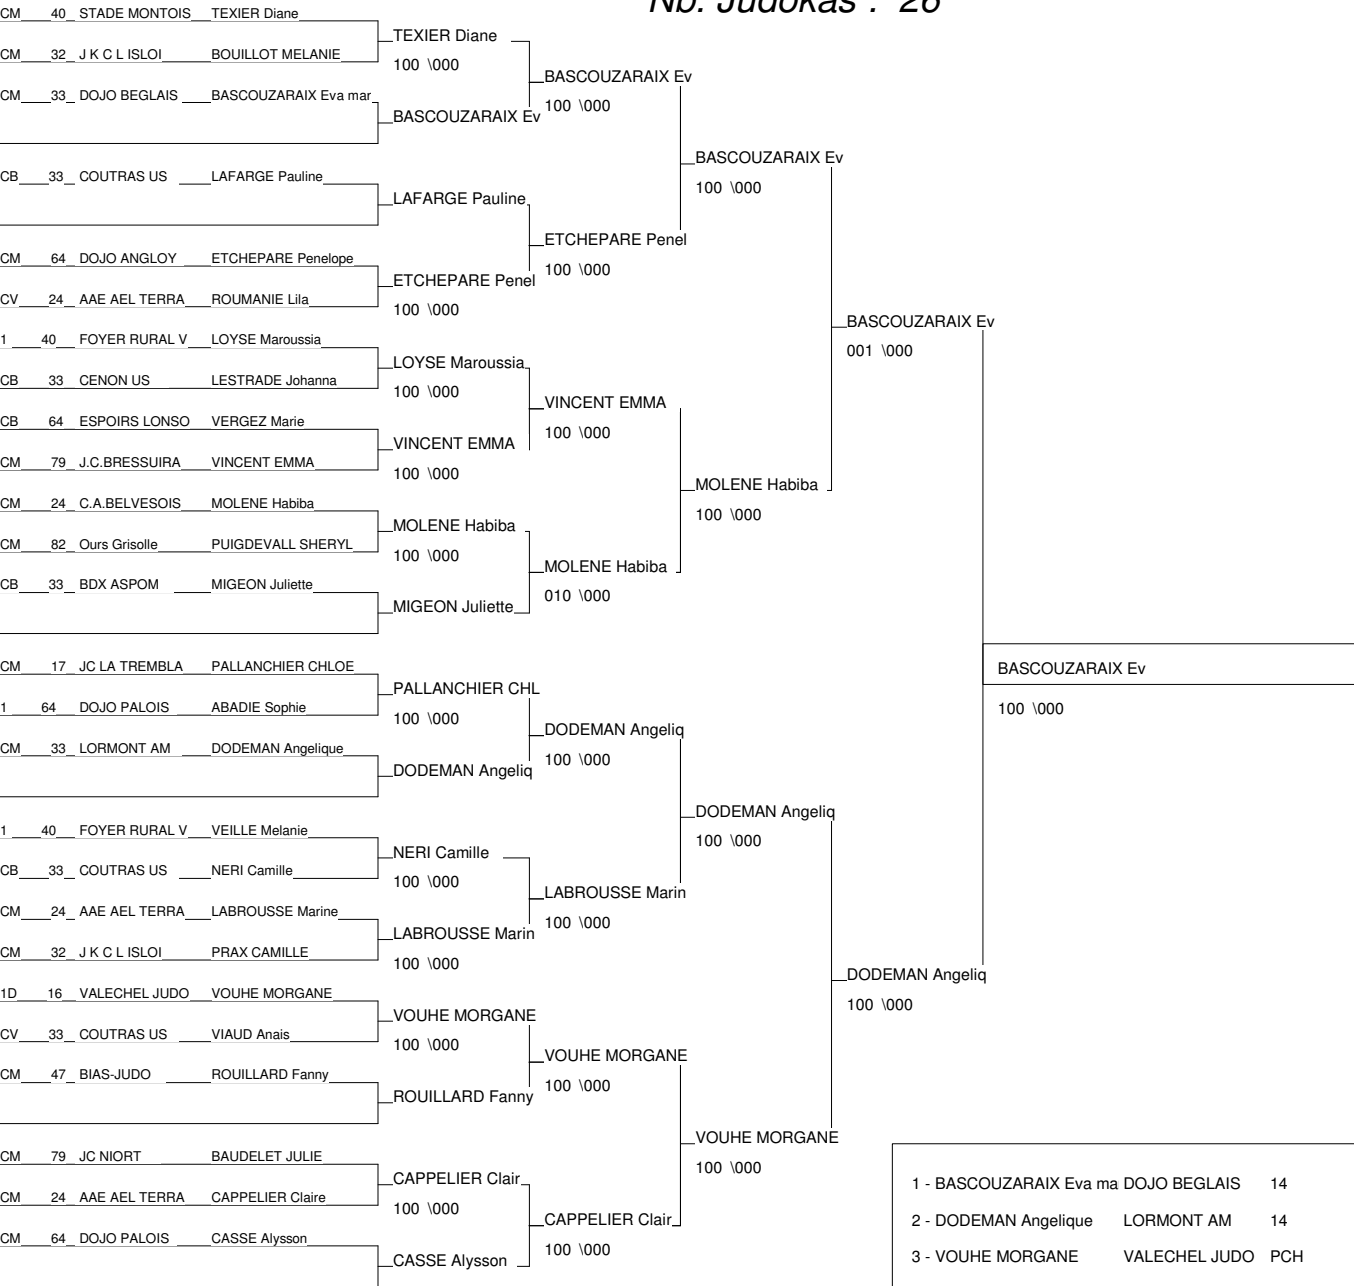 Nb. Judokas : 26
CM 40 STADE MONTOIS TEXIER Diane
CM 32 J K C L ISLOI BOUILLOT MELANIE
CM 33 DOJO BEGLAIS BASCOUZARAIX Eva mar
CB 33 COUTRAS US LAFARGE Pauline
CM 64 DOJO ANGLOY ETCHEPARE Penelope
CV 24 AAE AEL TERRA ROUMANIE Lila
1 40 FOYER RURAL V LOYSE Maroussia
CB 33 CENON US LESTRADE Johanna
CB 64 ESPOIRS LONSO VERGEZ Marie
CM 79 J.C.BRESSUIRA VINCENT EMMA
CM 24 C.A.BELVESOIS MOLENE Habiba
CM 82 Ours Grisolle PUIGDEVALL SHERYL
CB 33 BDX ASPOM MIGEON Juliette
CM 17 JC LA TREMBLA PALLANCHIER CHLOE
1 64 DOJO PALOIS ABADIE Sophie
CM 33 LORMONT AM DODEMAN Angelique
1 40 FOYER RURAL V VEILLE Melanie
CB 33 COUTRAS US NERI Camille
CM 24 AAE AEL TERRA LABROUSSE Marine
CM 32 J K C L ISLOI PRAX CAMILLE
1D 16 VALECHEL JUDO VOUHE MORGANE
CV 33 COUTRAS US VIAUD Anais
CM 47 BIAS-JUDO ROUILLARD Fanny
CM 79 JC NIORT BAUDELET JULIE
CM 24 AAE AEL TERRA CAPPELIER Claire
CM 64 DOJO PALOIS CASSE Alysson
TEXIER Diane
100 \000
BASCOUZARAIX Ev
LAFARGE Pauline
ETCHEPARE Penel
100 \000
LOYSE Maroussia
100 \000
VINCENT EMMA
100 \000
MOLENE Habiba
100 \000
MIGEON Juliette
PALLANCHIER CHL
100 \000
DODEMAN Angeliq
NERI Camille
100 \000
LABROUSSE Marin
100 \000
VOUHE MORGANE
100 \000
ROUILLARD Fanny
CAPPELIER Clair
100 \000
CASSE Alysson
BASCOUZARAIX Ev
100 \000
ETCHEPARE Penel
100 \000
VINCENT EMMA
100 \000
MOLENE Habiba
010 \000
DODEMAN Angeliq
100 \000
LABROUSSE Marin
100 \000
VOUHE MORGANE
100 \000
CAPPELIER Clair
100 \000
BASCOUZARAIX Ev
100 \000
MOLENE Habiba
100 \000
DODEMAN Angeliq
100 \000
VOUHE MORGANE
100 \000
BASCOUZARAIX Ev
001 \000
DODEMAN Angeliq
100 \000
BASCOUZARAIX Ev
100 \000
1 - BASCOUZARAIX Eva ma DOJO BEGLAIS 14
2 - DODEMAN Angelique LORMONT AM 14
3 - VOUHE MORGANE VALECHEL JUDO PCH